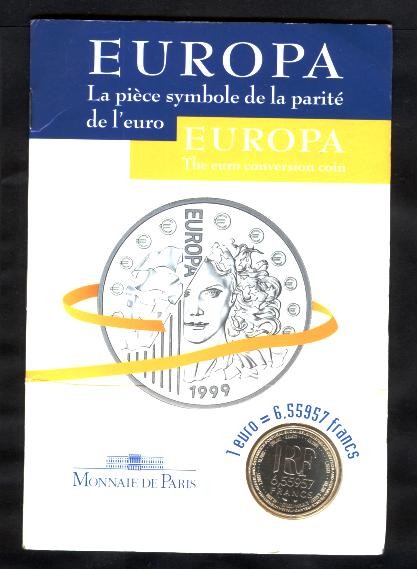 EUROPA
La pièce symbole de la parité
de l'euro
EUROPA
The euro conversion coin
EUROPA
1999
1 euro = 6,55957 francs
RF
6,55957
FRANCS
MONNAIE DE PARIS